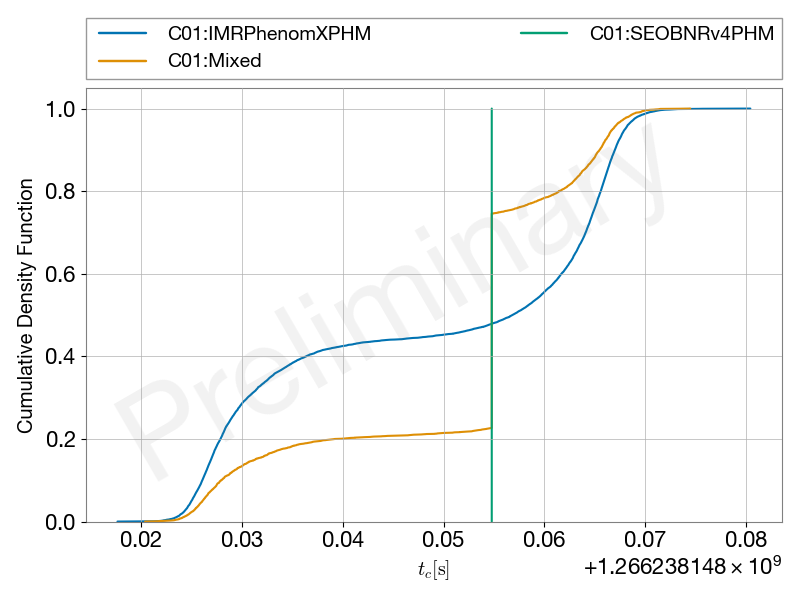 C01:IMRPhenomXPHM
C01:Mixed
C01:SEOBNRv4PHM
Preliminary
Cumulative Density Function
1.0
0.8
0.6
0.4
0.2
0.0
0.02 0.03 0.04 0.05 0.06 0.07 0.08
+1.266238148 × 10⁹
t_c[s]